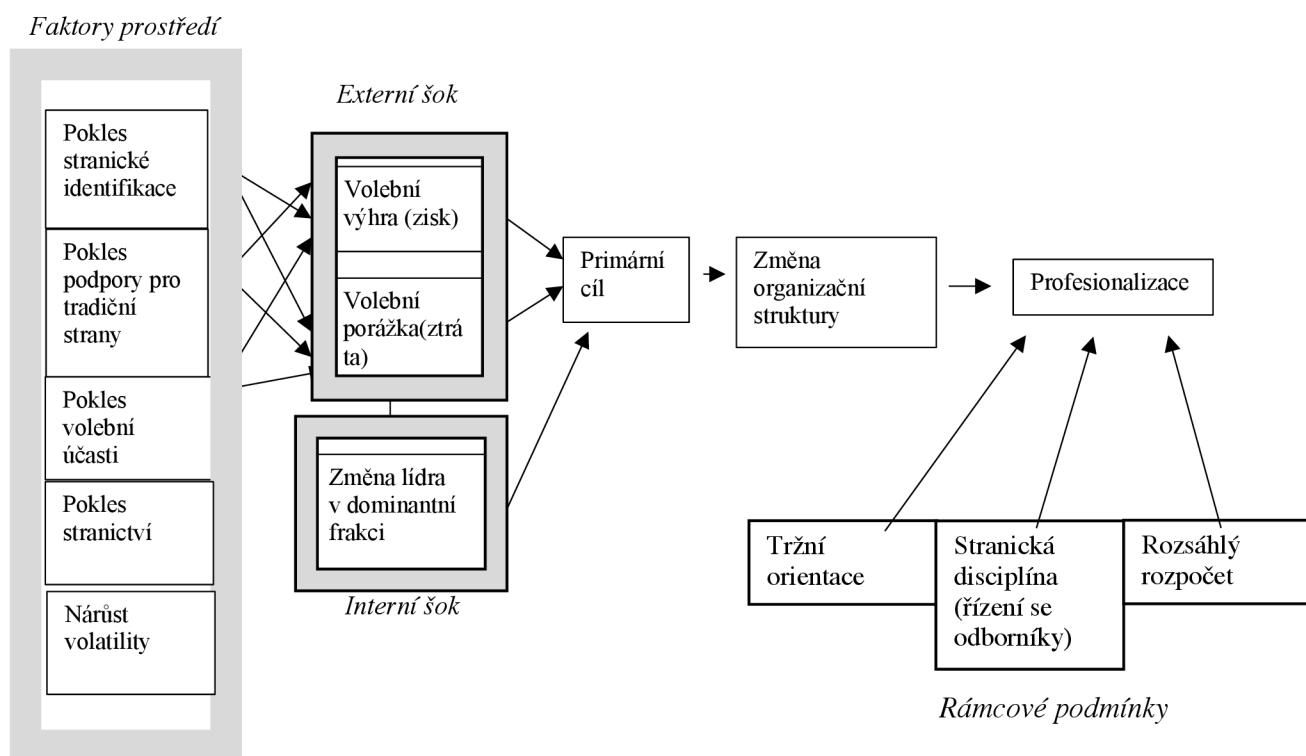 Faktory prostředí
Pokles
stranické
identifikace
Pokles
podpory pro
tradiční
strany
Pokles
volební
účasti
Pokles
stranictví
Nárůst
volatility
Externí šok
Volební
výhra (zisk)
Volební
porážka(ztrá
ta)
Změna lídra
v dominantní
frakci
Interní šok
Primární
cíl
Změna
organizační
struktury
Profesionalizace
Tržní
orientace
Stranická
disciplína
(řízení se
odborníky)
Rozsáhlý
rozpočet
Rámcové podmínky